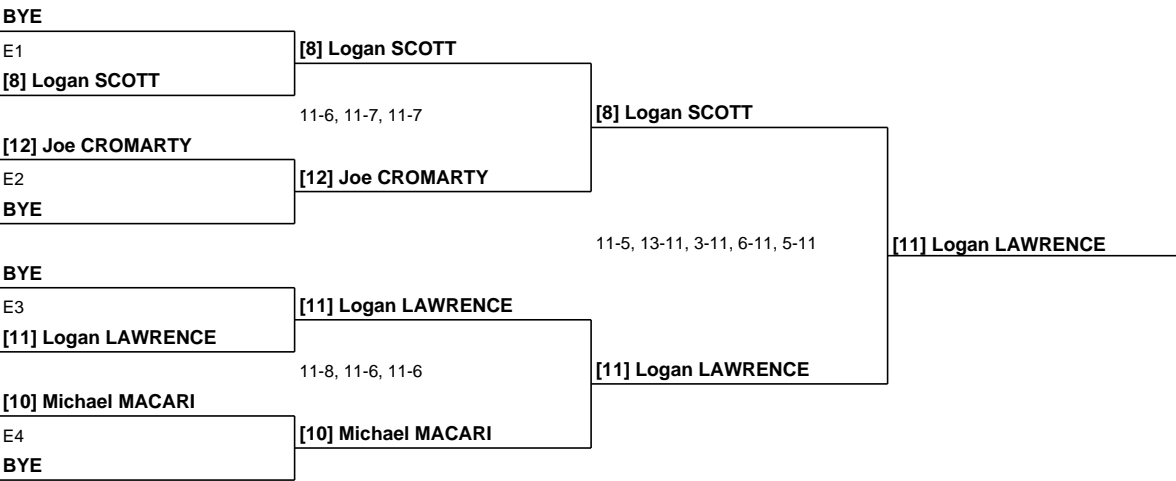 BYE
E1
[8] Logan SCOTT
[8] Logan SCOTT
11-6, 11-7, 11-7
[8] Logan SCOTT
[12] Joe CROMARTY
E2
[12] Joe CROMARTY
BYE
11-5, 13-11, 3-11, 6-11, 5-11
[11] Logan LAWRENCE
BYE
E3
[11] Logan LAWRENCE
[11] Logan LAWRENCE
11-8, 11-6, 11-6
[11] Logan LAWRENCE
[10] Michael MACARI
E4
[10] Michael MACARI
BYE